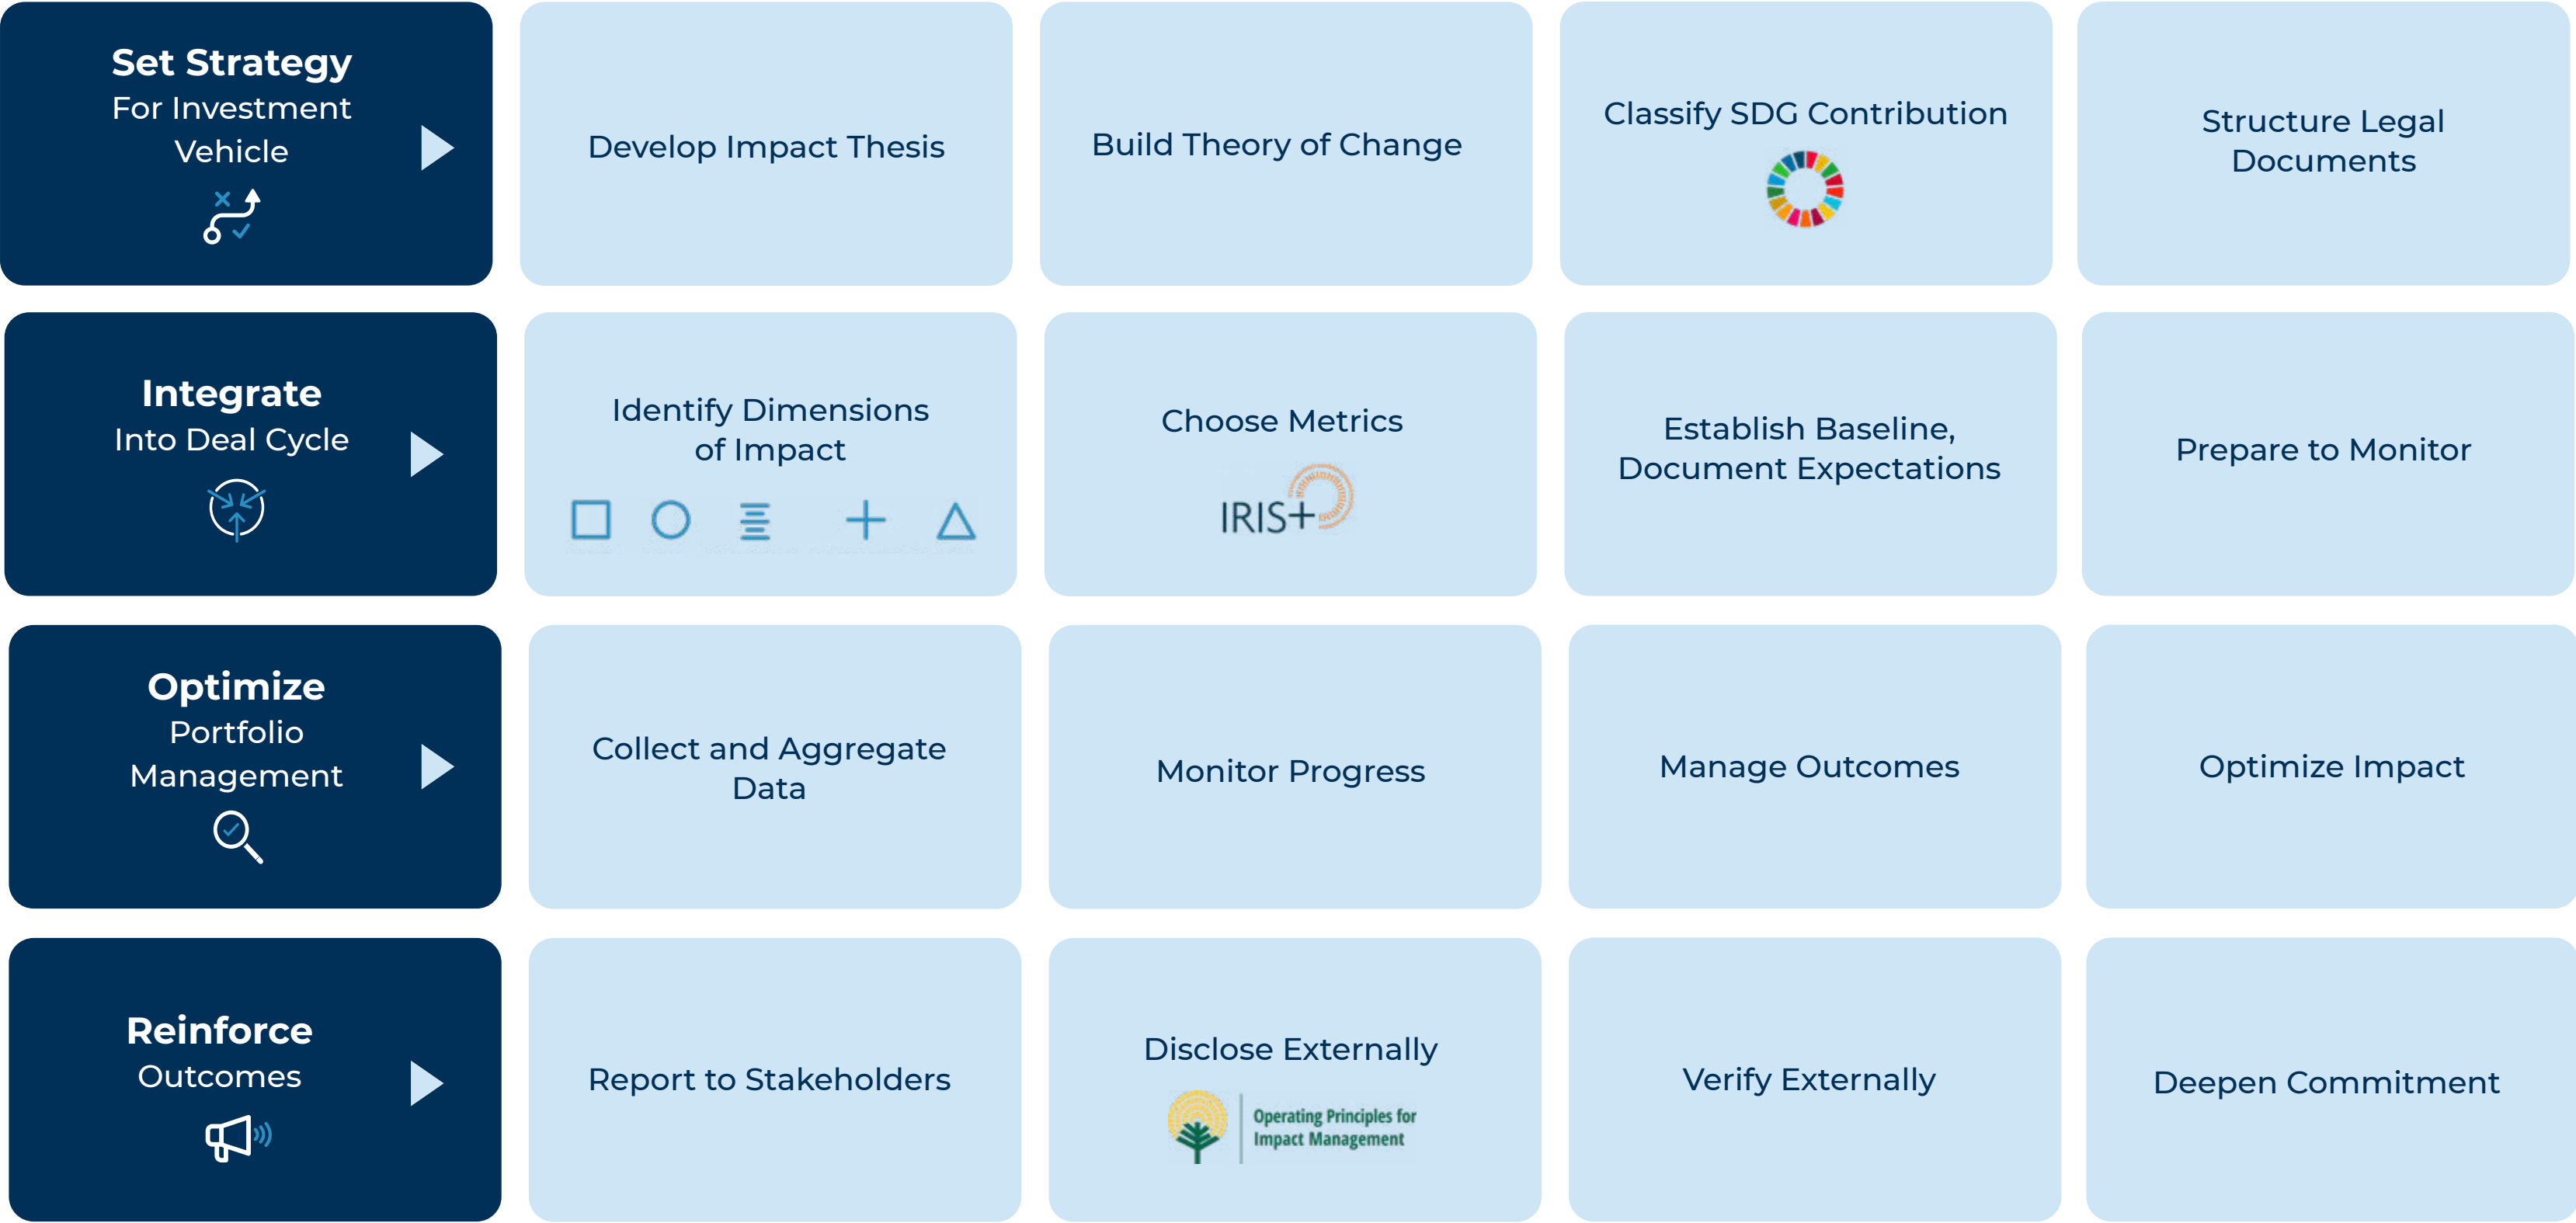 Set Strategy
For Investment
Vehicle
Develop Impact Thesis
Build Theory of Change
Classify SDG Contribution
Structure Legal
Documents
Integrate
Into Deal Cycle
Identify Dimensions
of Impact
Choose Metrics
IRIS+
Establish Baseline,
Document Expectations
Prepare to Monitor
Optimize
Portfolio
Management
Collect and Aggregate
Data
Monitor Progress
Manage Outcomes
Optimize Impact
Reinforce
Outcomes
Report to Stakeholders
Disclose Externally
Operating Principles for
Impact Management
Verify Externally
Deepen Commitment